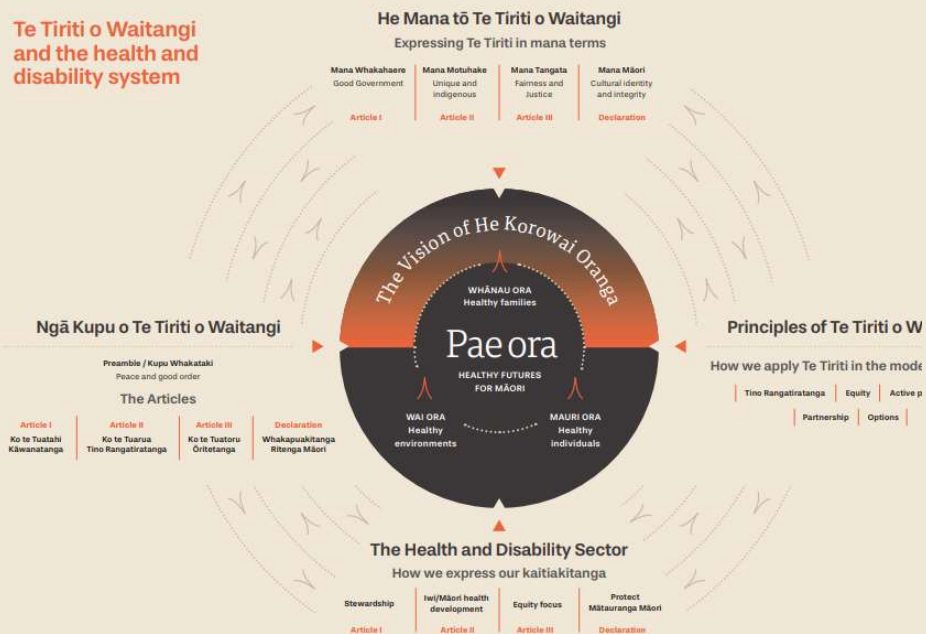 Te Tiriti o Waitangi
and the health and
disability system
He Mana tō Te Tiriti o Waitangi
Expressing Te Tiriti in mana terms
Mana Whakahaere
Good Government
Article I
Mana Motuhake
Unique and
indigenous
Article II
Mana Tangata
Fairness and
Justice
Article III
Mana Māori
Cultural identity
and integrity
Declaration
The Vision of He Korowai Oranga
WHĀNAU ORA
Healthy families
Pae ora
HEALTHY FUTURES
FOR MĀORI
WAI ORA
Healthy
environments
MAURI ORA
Healthy
individuals
Ngā Kupu o Te Tiriti o Waitangi
Preamble / Kupu Whakataki
Peace and good order
The Articles
Article I
Ko te Tuatahi
Kāwanatanga
Article II
Ko te Tuarua
Tino Rangatiratanga
Article III
Ko te Tuatoru
Ōritetanga
Declaration
Whakapuakitanga
Ritenga Māori
Principles of Te Tiriti o W
How we apply Te Tiriti in the mode
Tino Rangatiratanga
Equity
Active p
Partnership
Options
The Health and Disability Sector
How we express our kaitiakitanga
Stewardship
Article I
Iwi/Māori health
development
Article II
Equity focus
Article III
Protect
Mātauranga Māori
Declaration